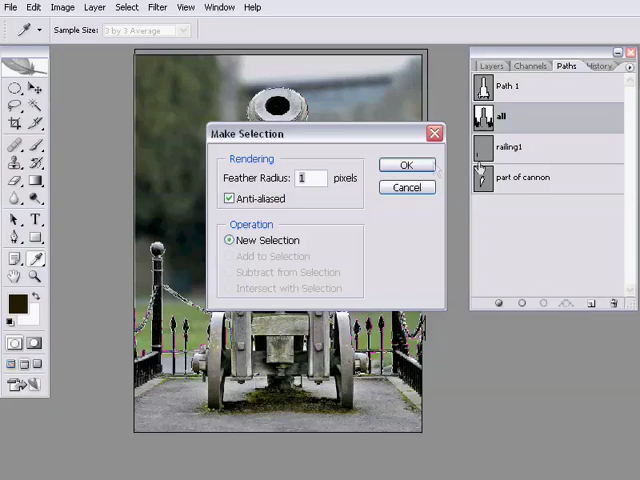 File Edit Image Layer Select Filter View Window Help
Sample Size: 3 by 3 Average
Layers Channels Paths History
Path 1
all
railing1
part of cannon
Make Selection
Rendering
Feather Radius: 1 pixels
Anti-aliased
OK
Cancel
Operation
New Selection
Add to Selection
Subtract from Selection
Intersect with Selection